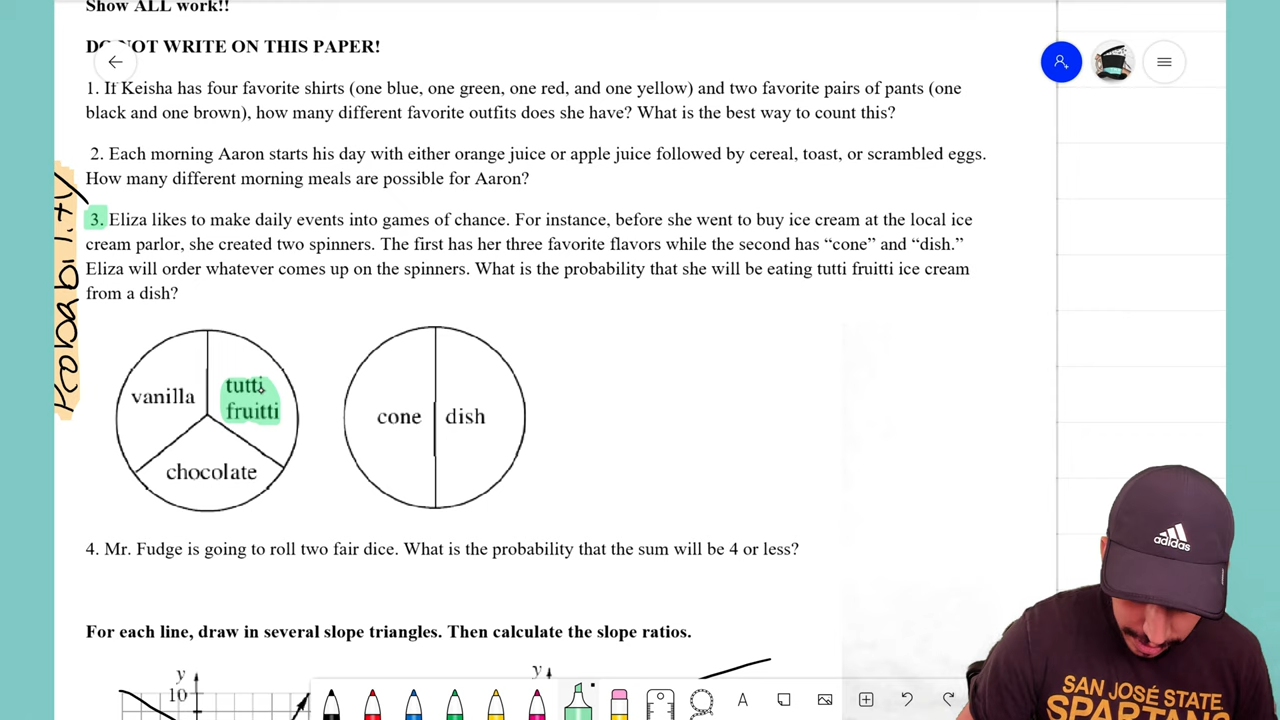 Show ALL work!!
DO NOT WRITE ON THIS PAPER!
1. If Keisha has four favorite shirts (one blue, one green, one red, and one yellow) and two favorite pairs of pants (one
black and one brown), how many different favorite outfits does she have? What is the best way to count this?
2. Each morning Aaron starts his day with either orange juice or apple juice followed by cereal, toast, or scrambled eggs.
How many different morning meals are possible for Aaron?
3. Eliza likes to make daily events into games of chance. For instance, before she went to buy ice cream at the local ice
cream parlor, she created two spinners. The first has her three favorite flavors while the second has “cone” and “dish.”
Eliza will order whatever comes up on the spinners. What is the probability that she will be eating tutti fruitti ice cream
from a dish?
Probability
vanilla
tutti
fruitti
chocolate
cone
dish
4. Mr. Fudge is going to roll two fair dice. What is the probability that the sum will be 4 or less?
For each line, draw in several slope triangles. Then calculate the slope ratios.
y
10
y
A
adidas
SAN JOSÉ STATE
SPARTANS